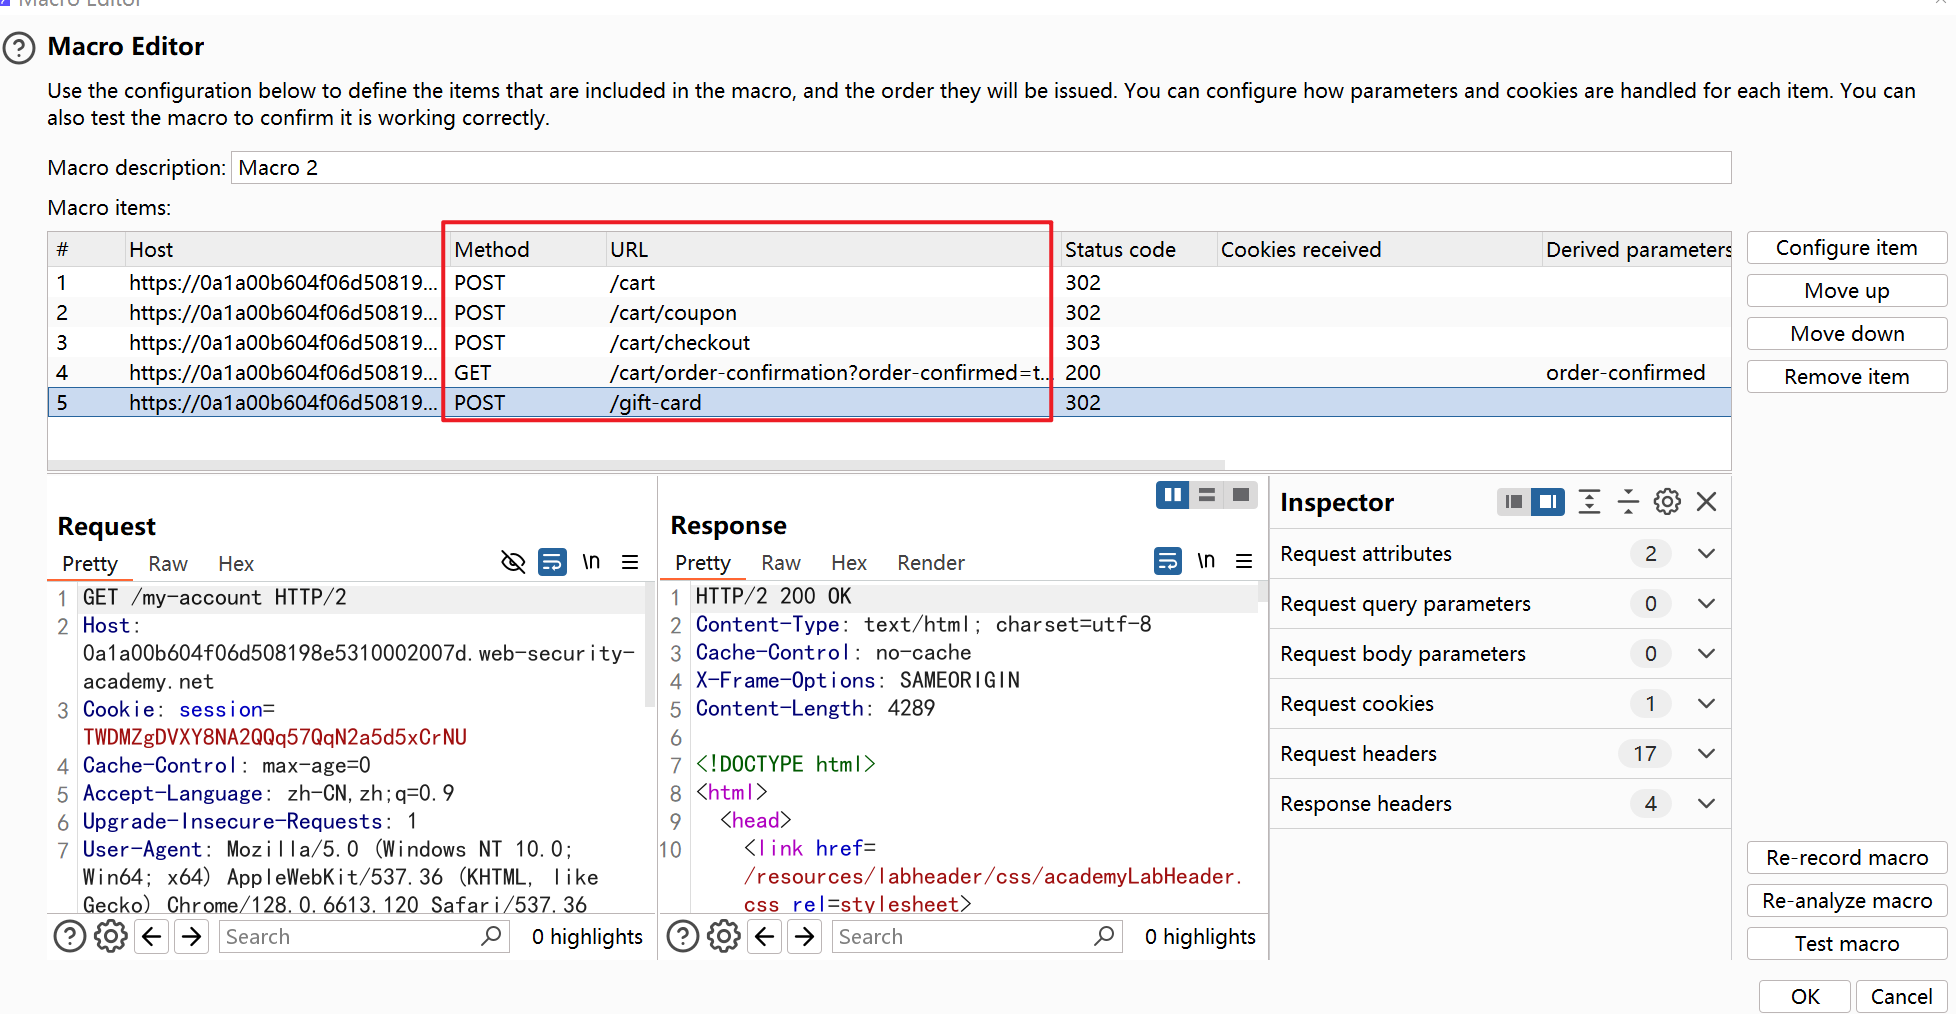 Macro Editor
Macro Editor
Use the configuration below to define the items that are included in the macro, and the order they will be issued. You can configure how parameters and cookies are handled for each item. You can
also test the macro to confirm it is working correctly.
Macro description: Macro 2
Macro items:
# Host Method URL Status code Cookies received Derived parameters
1 https://0a1a00b604f06d50819... POST /cart 302
2 https://0a1a00b604f06d50819... POST /cart/coupon 302
3 https://0a1a00b604f06d50819... POST /cart/checkout 303
4 https://0a1a00b604f06d50819... GET /cart/order-confirmation?order-confirmed=t... 200 order-confirmed
5 https://0a1a00b604f06d50819... POST /gift-card 302
Configure item
Move up
Move down
Remove item
Request
Pretty Raw Hex
\n
1 GET /my-account HTTP/2
2 Host:
0a1a00b604f06d508198e5310002007d.web-security-
academy.net
3 Cookie: session=
TWDMZgDVXY8NA2QQq57QqN2a5d5xCrNU
4 Cache-Control: max-age=0
5 Accept-Language: zh-CN,zh;q=0.9
6 Upgrade-Insecure-Requests: 1
7 User-Agent: Mozilla/5.0 (Windows NT 10.0;
Win64; x64) AppleWebKit/537.36 (KHTML, like
Gecko) Chrome/128.0.6613.120 Safari/537.36
Search 0 highlights
Response
Pretty Raw Hex Render
\n
1 HTTP/2 200 OK
2 Content-Type: text/html; charset=utf-8
3 Cache-Control: no-cache
4 X-Frame-Options: SAMEORIGIN
5 Content-Length: 4289
6
7 <!DOCTYPE html>
8 <html>
9 <head>
10 <link href=
/resources/labheader/css/academyLabHeader.
css rel=stylesheet>
Search 0 highlights
Inspector
Request attributes 2
Request query parameters 0
Request body parameters 0
Request cookies 1
Request headers 17
Response headers 4
Re-record macro
Re-analyze macro
Test macro
OK Cancel